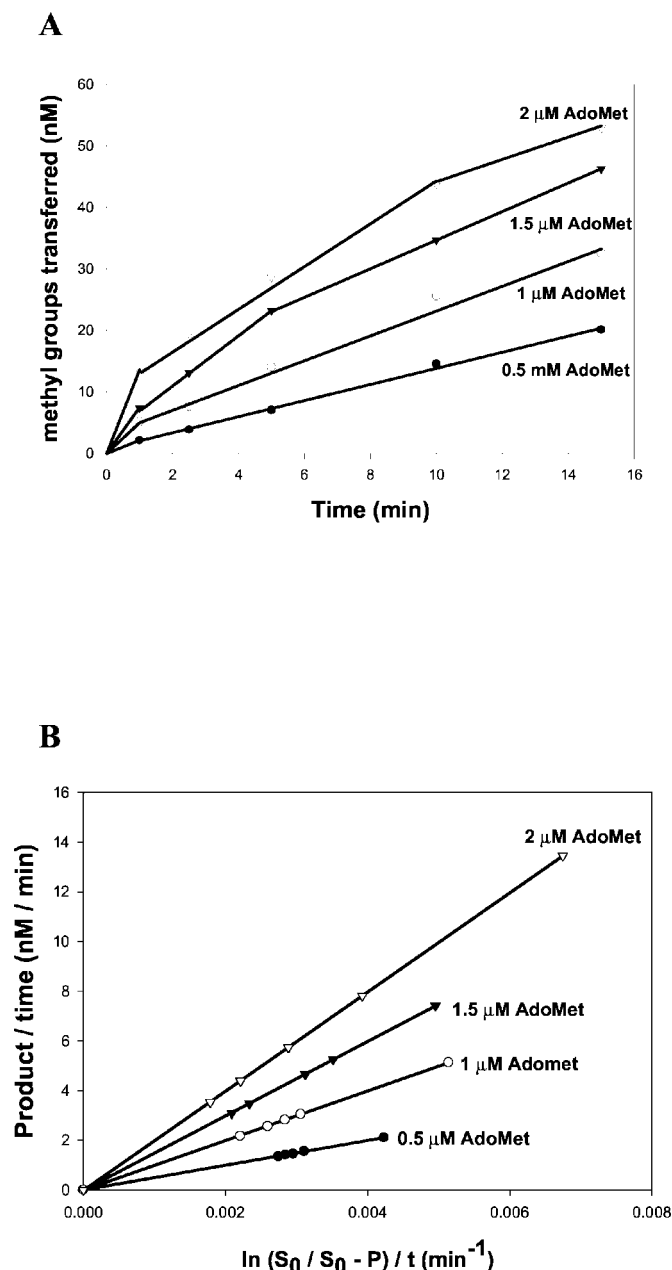 A
methyl groups transferred (nM)
60
50
40
30
20
10
0
0 2 4 6 8 10 12 14 16
Time (min)
2 μM AdoMet
1.5 μM AdoMet
1 μM AdoMet
0.5 mM AdoMet
B
Product / time (nM / min)
16
14
12
10
8
6
4
2
0
0.000 0.002 0.004 0.006 0.008
ln (S0 / S0 - P) / t (min-1)
2 μM AdoMet
1.5 μM AdoMet
1 μM Adomet
0.5 μM AdoMet